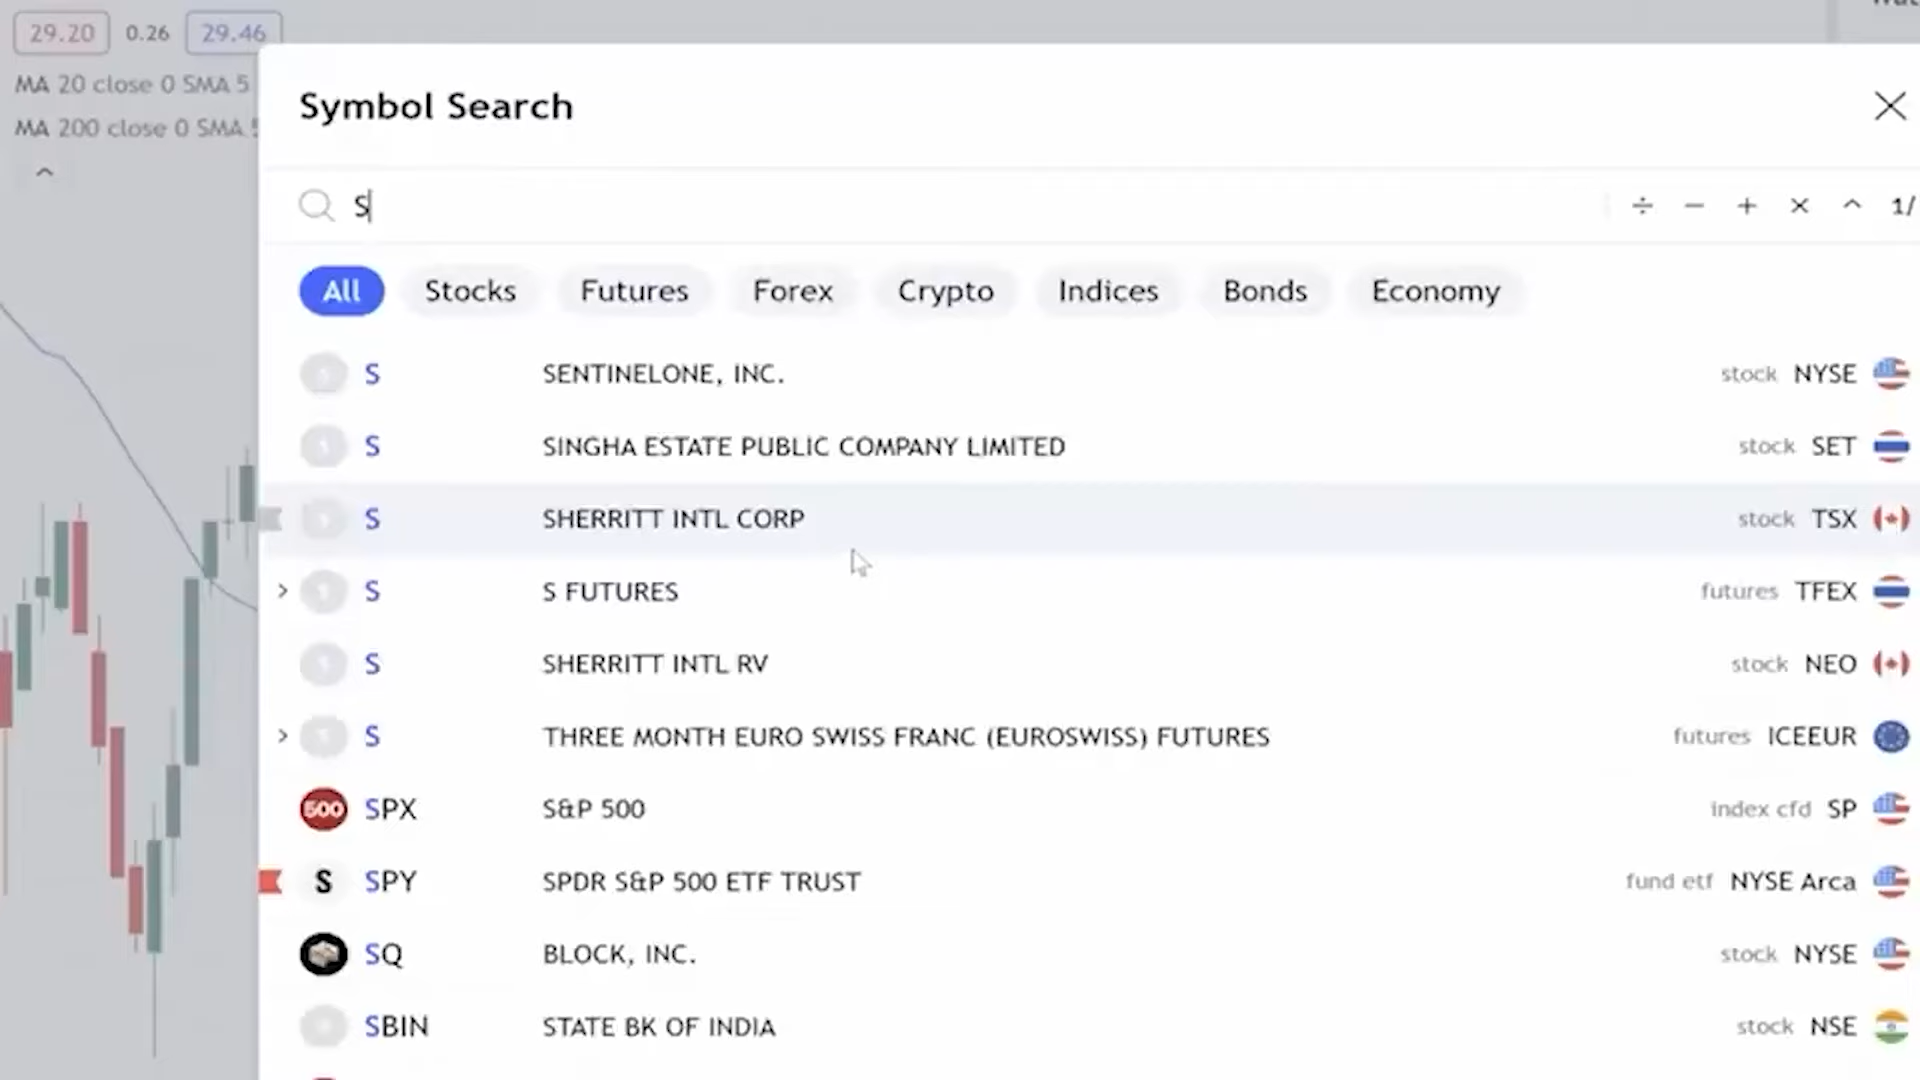 29.20 0.26 29.46
MA 20 close 0 SMA 5
MA 200 close 0 SMA
Symbol Search
S
÷ − + × ^ 1/
All Stocks Futures Forex Crypto Indices Bonds Economy
S SENTINELONE, INC. stock NYSE
S SINGHA ESTATE PUBLIC COMPANY LIMITED stock SET
S SHERRITT INTL CORP stock TSX
S S FUTURES futures TFEX
S SHERRITT INTL RV stock NEO
S THREE MONTH EURO SWISS FRANC (EUROSWISS) FUTURES futures ICEEUR
500 SPX S&P 500 index cfd SP
S SPY SPDR S&P 500 ETF TRUST fund etf NYSE Arca
SQ BLOCK, INC. stock NYSE
SBIN STATE BK OF INDIA stock NSE